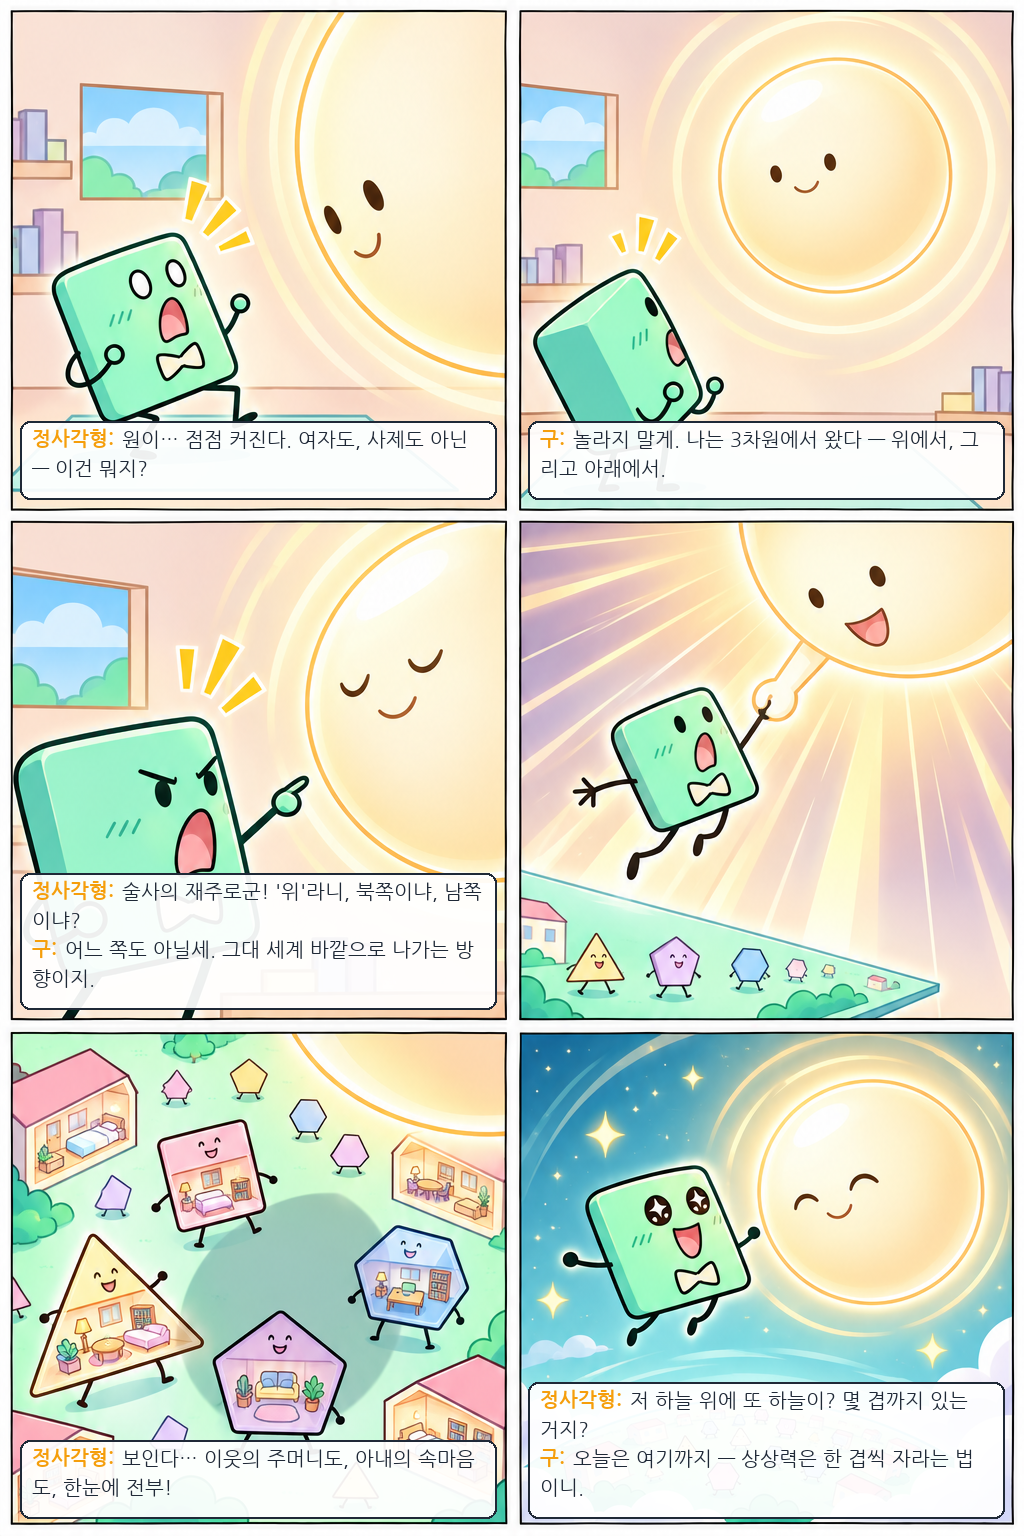 정사각형: 원이… 점점 커진다. 여자도, 사제도 아닌
— 이건 뭐지?
구: 놀라지 말게. 나는 3차원에서 왔다 — 위에서, 그
리고 아래에서.
정사각형: 술사의 재주로군! '위'라니, 북쪽이냐, 남쪽
이냐?
구: 어느 쪽도 아닐세. 그대 세계 바깥으로 나가는 방
향이지.
정사각형: 보인다… 이웃의 주머니도, 아내의 속마음
도, 한눈에 전부!
정사각형: 저 하늘 위에 또 하늘이? 몇 겹까지 있는
거지?
구: 오늘은 여기까지 — 상상력은 한 겹씩 자라는 법
이니.